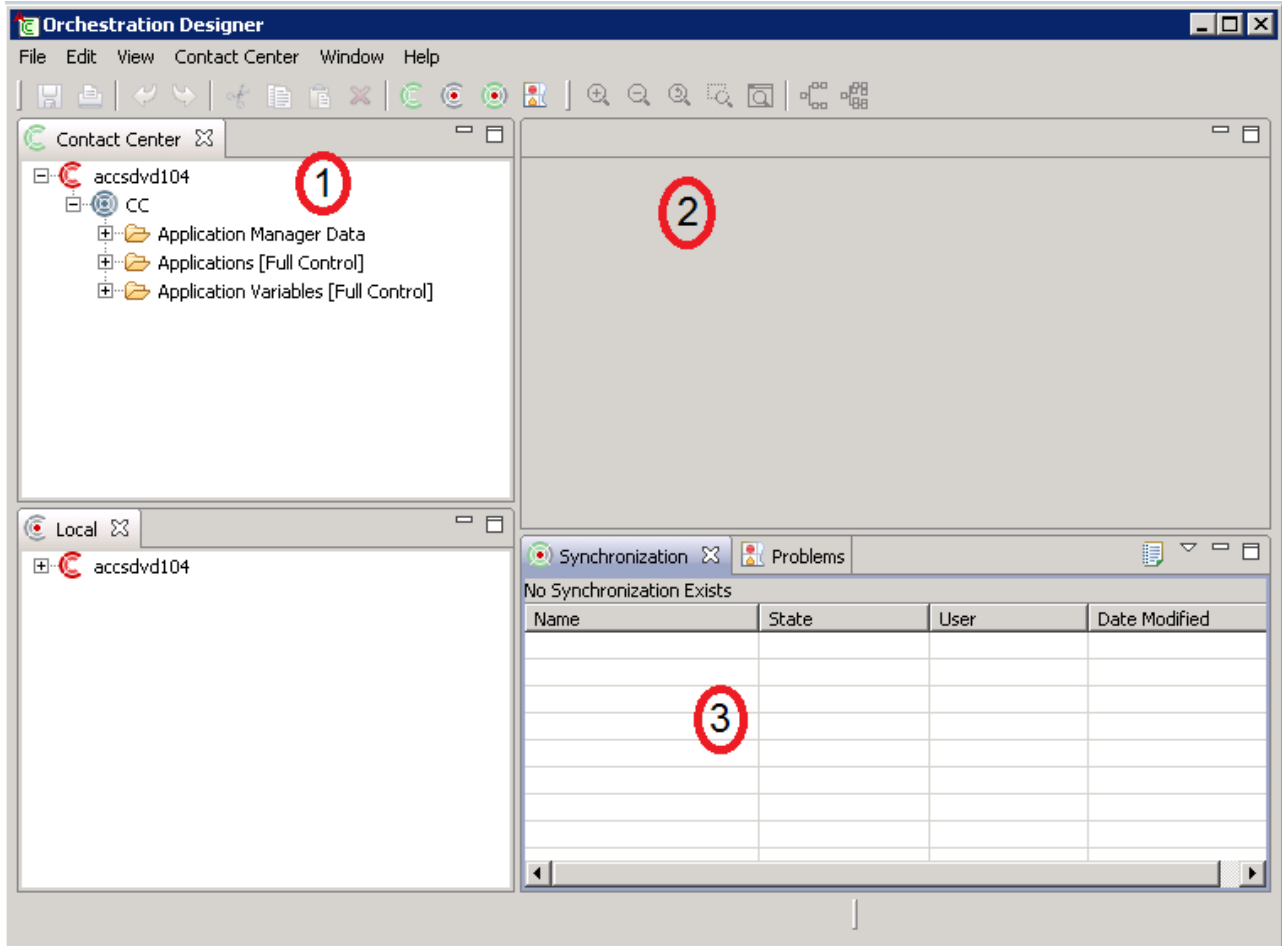 Orchestration Designer
File Edit View Contact Center Window Help
Contact Center
accsdvd104
CC
Application Manager Data
Applications [Full Control]
Application Variables [Full Control]
1
2
Local
accsdvd104
Synchronization Problems
No Synchronization Exists
Name State User Date Modified
3